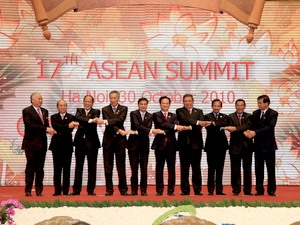 17TH ASEAN SUMMIT
Ha Noi, 30 October, 2010